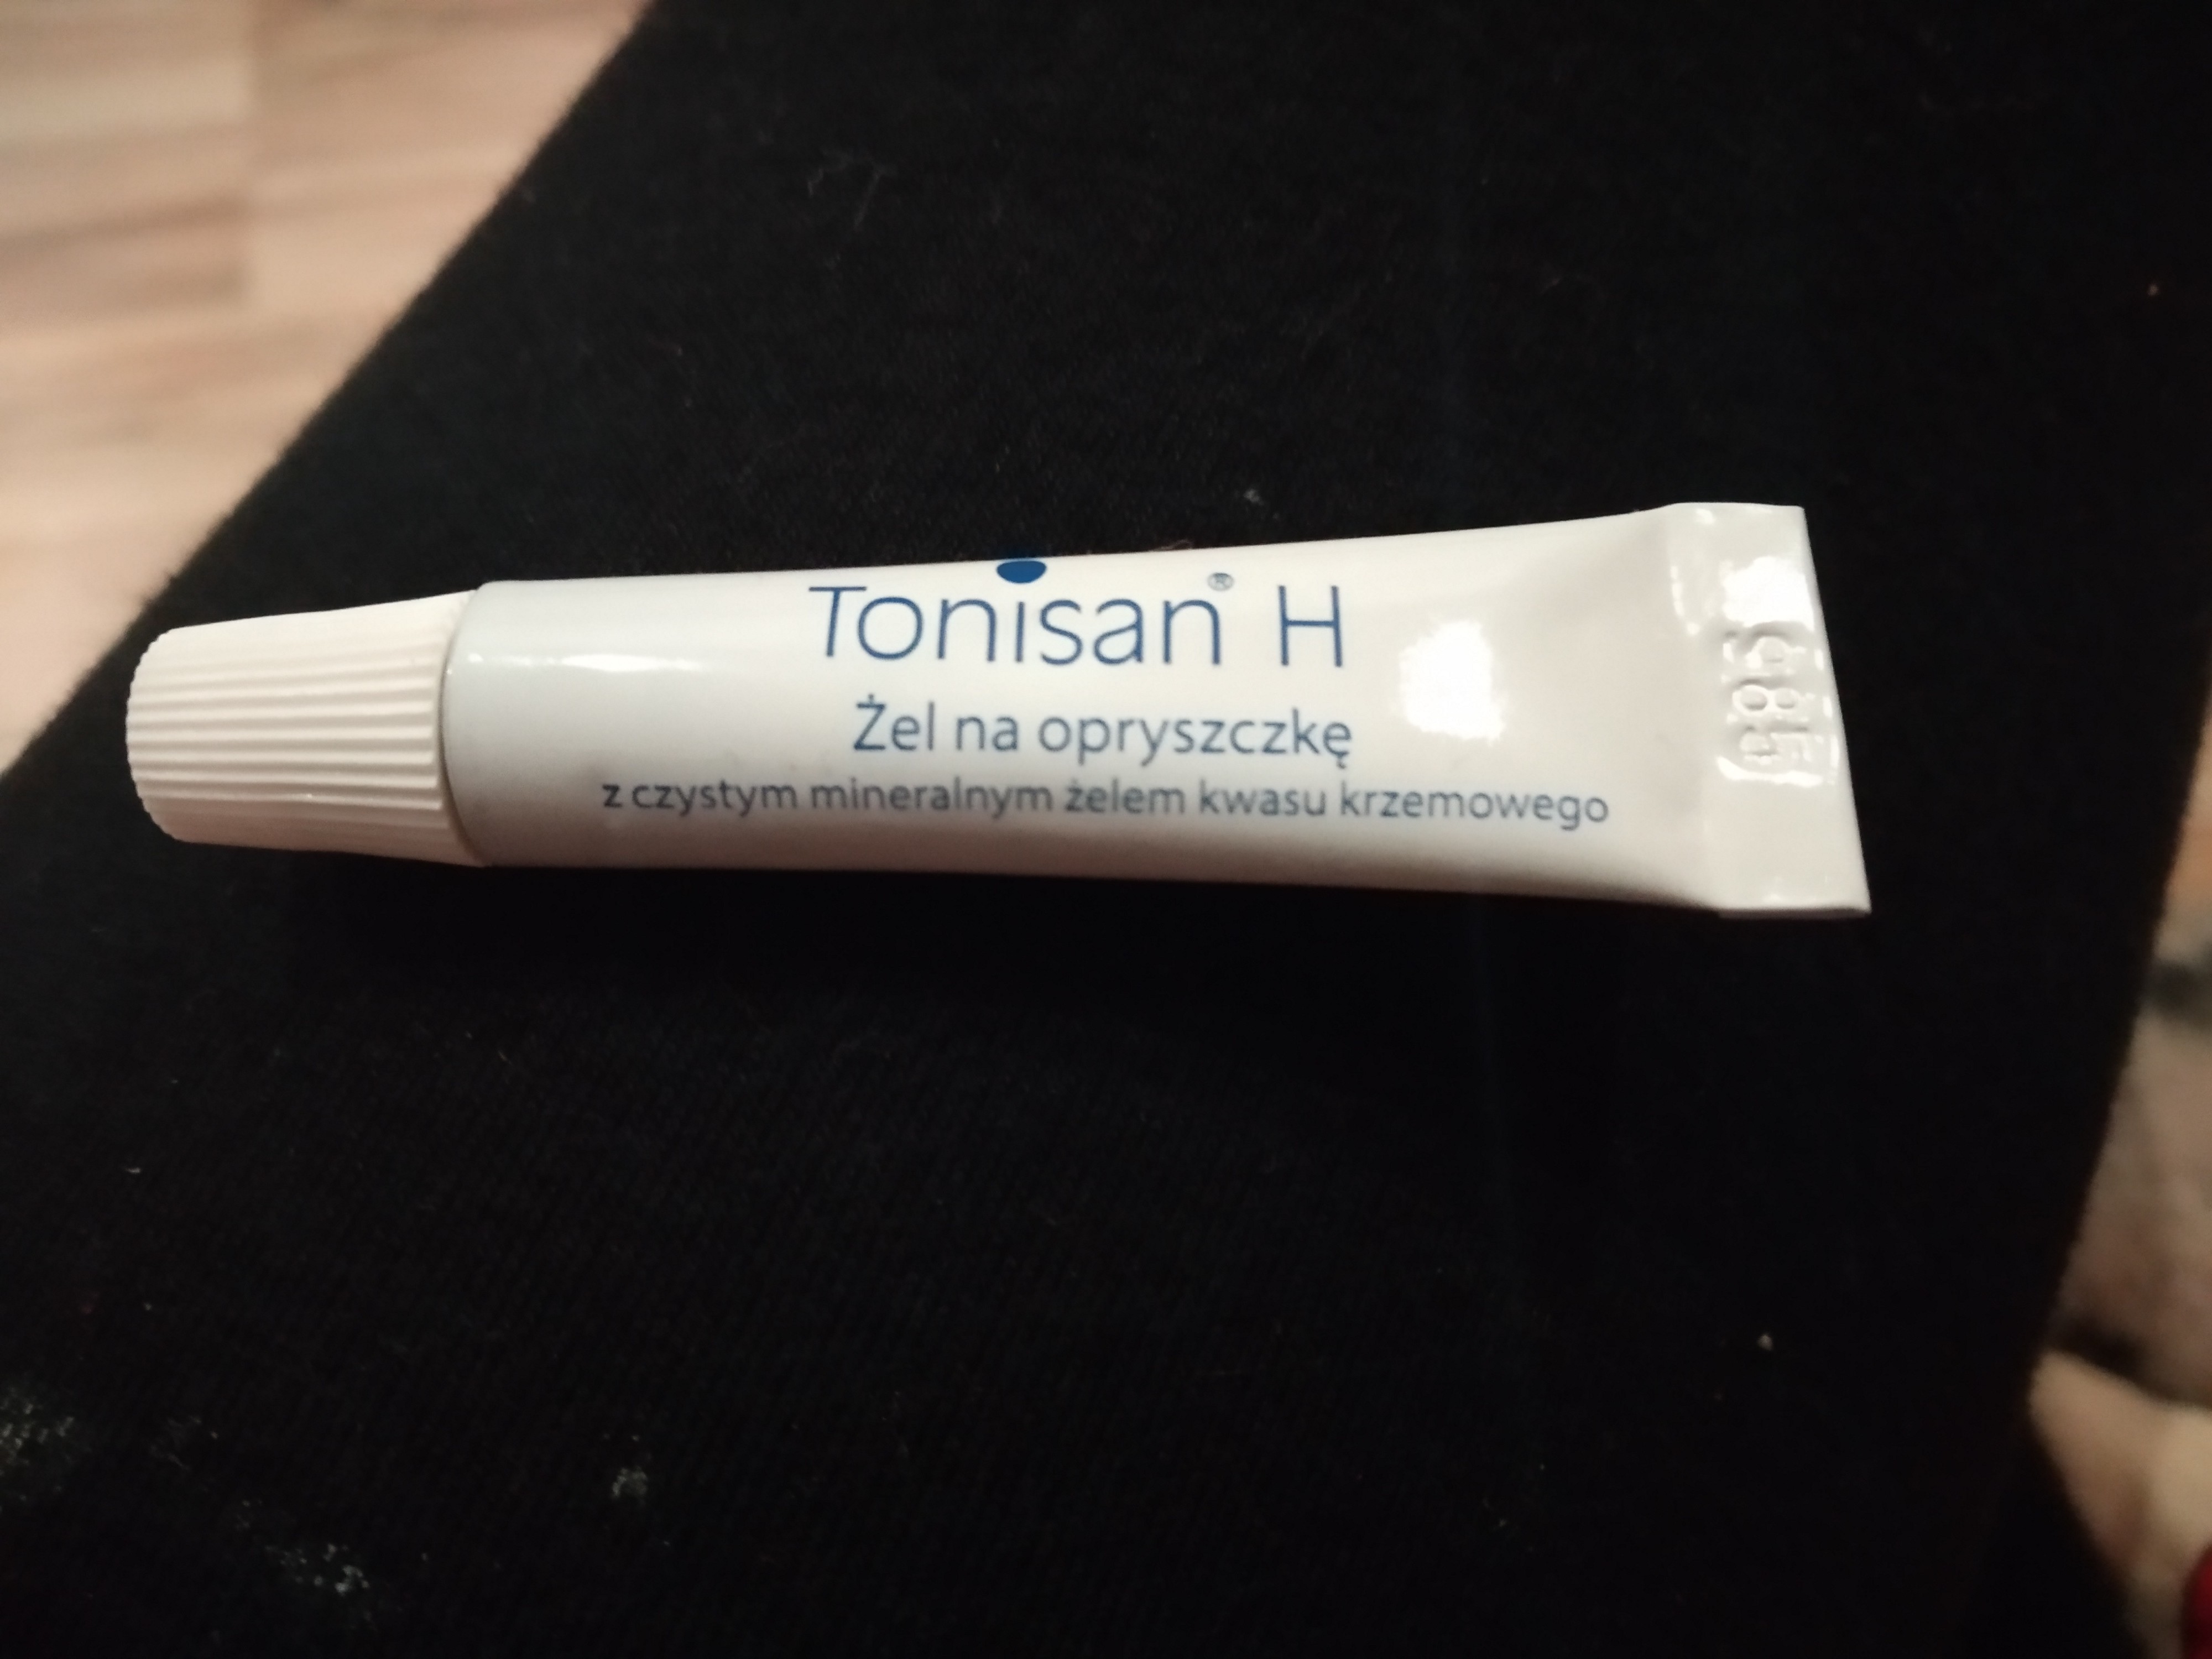 Tonisan® H
Żel na opryszczkę
z czystym mineralnym żelem kwasu krzemowego